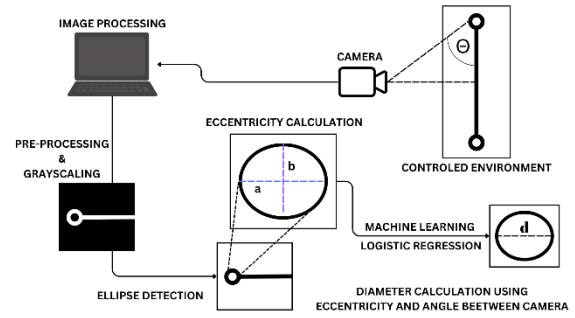 IMAGE PROCESSING
CAMERA
Θ
ECCENTRICITY CALCULATION
PRE-PROCESSING
&
GRAYSCALING
b
a
CONTROLED ENVIRONMENT
MACHINE LEARNING
LOGISTIC REGRESSION
d
ELLIPSE DETECTION
DIAMETER CALCULATION USING
ECCENTRICITY AND ANGLE BEETWEEN CAMERA